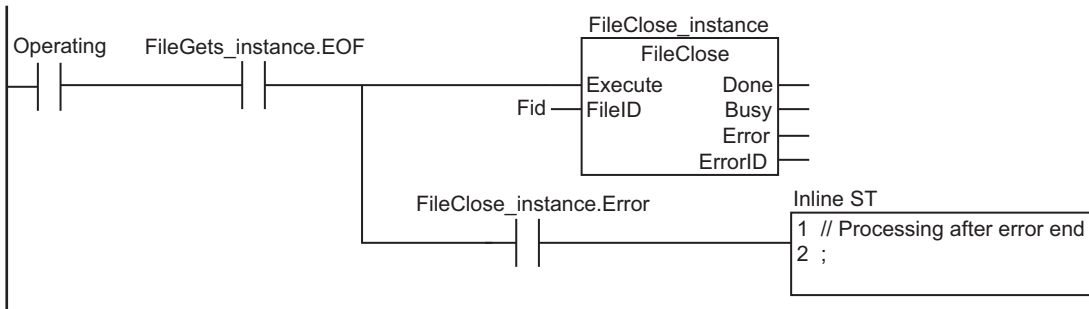 FileClose_instance
Operating
FileGets_instance.EOF
FileClose
Execute Done
Fid FileID Busy
Error
ErrorID
FileClose_instance.Error
Inline ST
1 // Processing after error end
2 ;